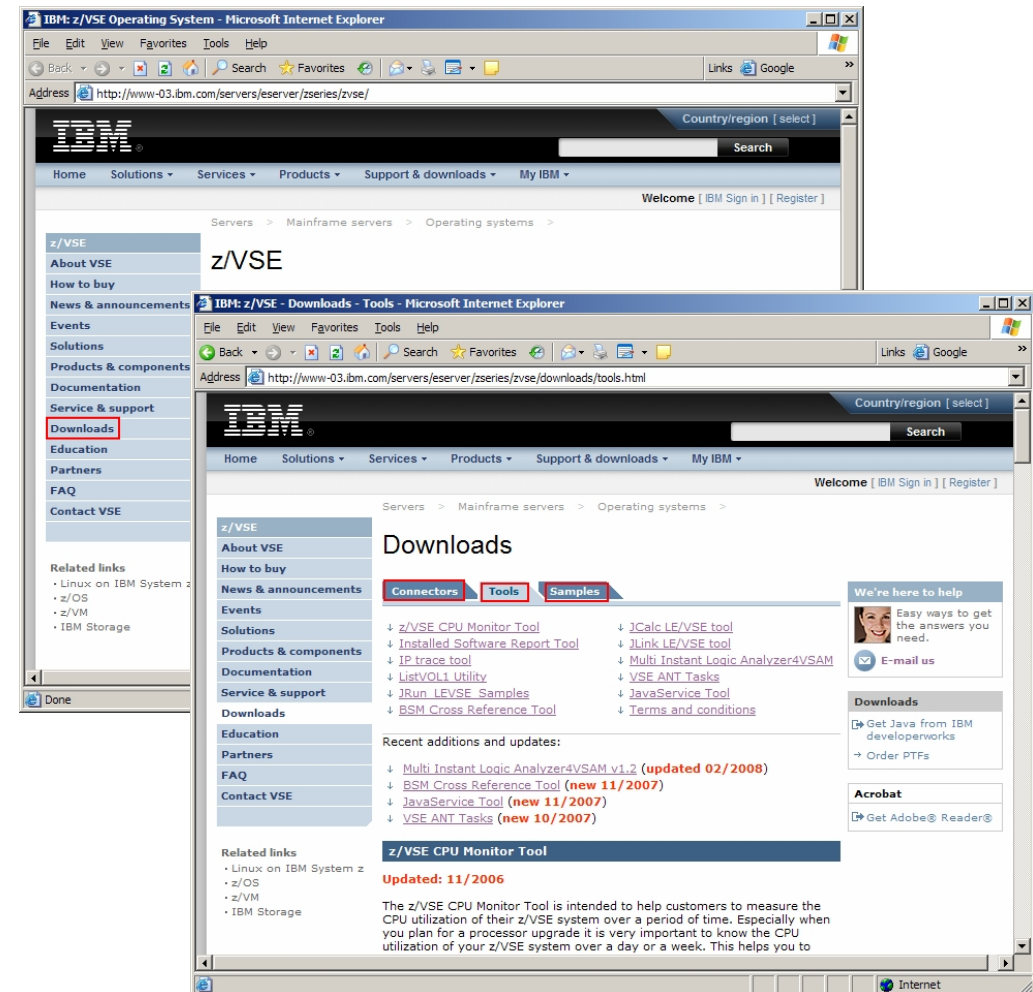 IBM: z/VSE Operating System - Microsoft Internet Explorer
File Edit View Favorites Tools Help
Back Search Favorites Links Google »
Address http://www-03.ibm.com/servers/eserver/zseries/zvse/
Country/region [ select ]
IBM ®
Search
Home Solutions Services Products Support & downloads My IBM
Welcome [ IBM Sign in ] [ Register ]
Servers > Mainframe servers > Operating systems >
z/VSE
z/VSE
About VSE
How to buy
News & announcements
Events
Solutions
Products & components
Documentation
Service & support
Downloads
Education
Partners
FAQ
Contact VSE
Related links
• Linux on IBM System z
• z/OS
• z/VM
• IBM Storage
Done
IBM: z/VSE - Downloads - Tools - Microsoft Internet Explorer
File Edit View Favorites Tools Help
Back Search Favorites Links Google »
Address http://www-03.ibm.com/servers/eserver/zseries/zvse/downloads/tools.html
Country/region [ select ]
IBM ®
Search
Home Solutions Services Products Support & downloads My IBM
Welcome [ IBM Sign in ] [ Register ]
Servers > Mainframe servers > Operating systems >
z/VSE
About VSE
How to buy
News & announcements
Events
Solutions
Products & components
Documentation
Service & support
Downloads
Education
Partners
FAQ
Contact VSE
Related links
• Linux on IBM System z
• z/OS
• z/VM
• IBM Storage
Downloads
Connectors Tools Samples
↓ z/VSE CPU Monitor Tool
↓ Installed Software Report Tool
↓ IP trace tool
↓ ListVOL1 Utility
↓ JRun LEVSE Samples
↓ BSM Cross Reference Tool
↓ JCalc LE/VSE tool
↓ JLink LE/VSE tool
↓ Multi Instant Logic Analyzer4VSAM
↓ VSE ANT Tasks
↓ JavaService Tool
↓ Terms and conditions
Recent additions and updates:
↓ Multi Instant Logic Analyzer4VSAM v1.2 (updated 02/2008)
↓ BSM Cross Reference Tool (new 11/2007)
↓ JavaService Tool (new 11/2007)
↓ VSE ANT Tasks (new 10/2007)
z/VSE CPU Monitor Tool
Updated: 11/2006
The z/VSE CPU Monitor Tool is intended to help customers to measure the
CPU utilization of their z/VSE system over a period of time. Especially when
you plan for a processor upgrade it is very important to know the CPU
utilization of your z/VSE system over a day or a week. This helps you to
We're here to help
Easy ways to get
the answers you
need.
E-mail us
Downloads
Get Java from IBM
developerworks
→ Order PTFs
Acrobat
Get Adobe® Reader®
Internet